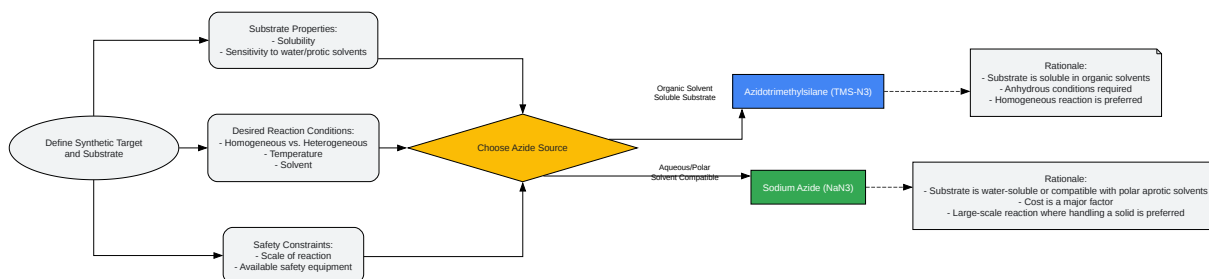 Define Synthetic Target
and Substrate
Substrate Properties:
- Solubility
- Sensitivity to water/protic solvents
Desired Reaction Conditions:
- Homogeneous vs. Heterogeneous
- Temperature
- Solvent
Safety Constraints:
- Scale of reaction
- Available safety equipment
Choose Azide Source
Organic Solvent
Soluble Substrate
Azidotrimethylsilane (TMS-N3)
Rationale:
- Substrate is soluble in organic solvents
- Anhydrous conditions required
- Homogeneous reaction is preferred
Aqueous/Polar
Solvent Compatible
Sodium Azide (NaN3)
Rationale:
- Substrate is water-soluble or compatible with polar aprotic solvents
- Cost is a major factor
- Large-scale reaction where handling a solid is preferred